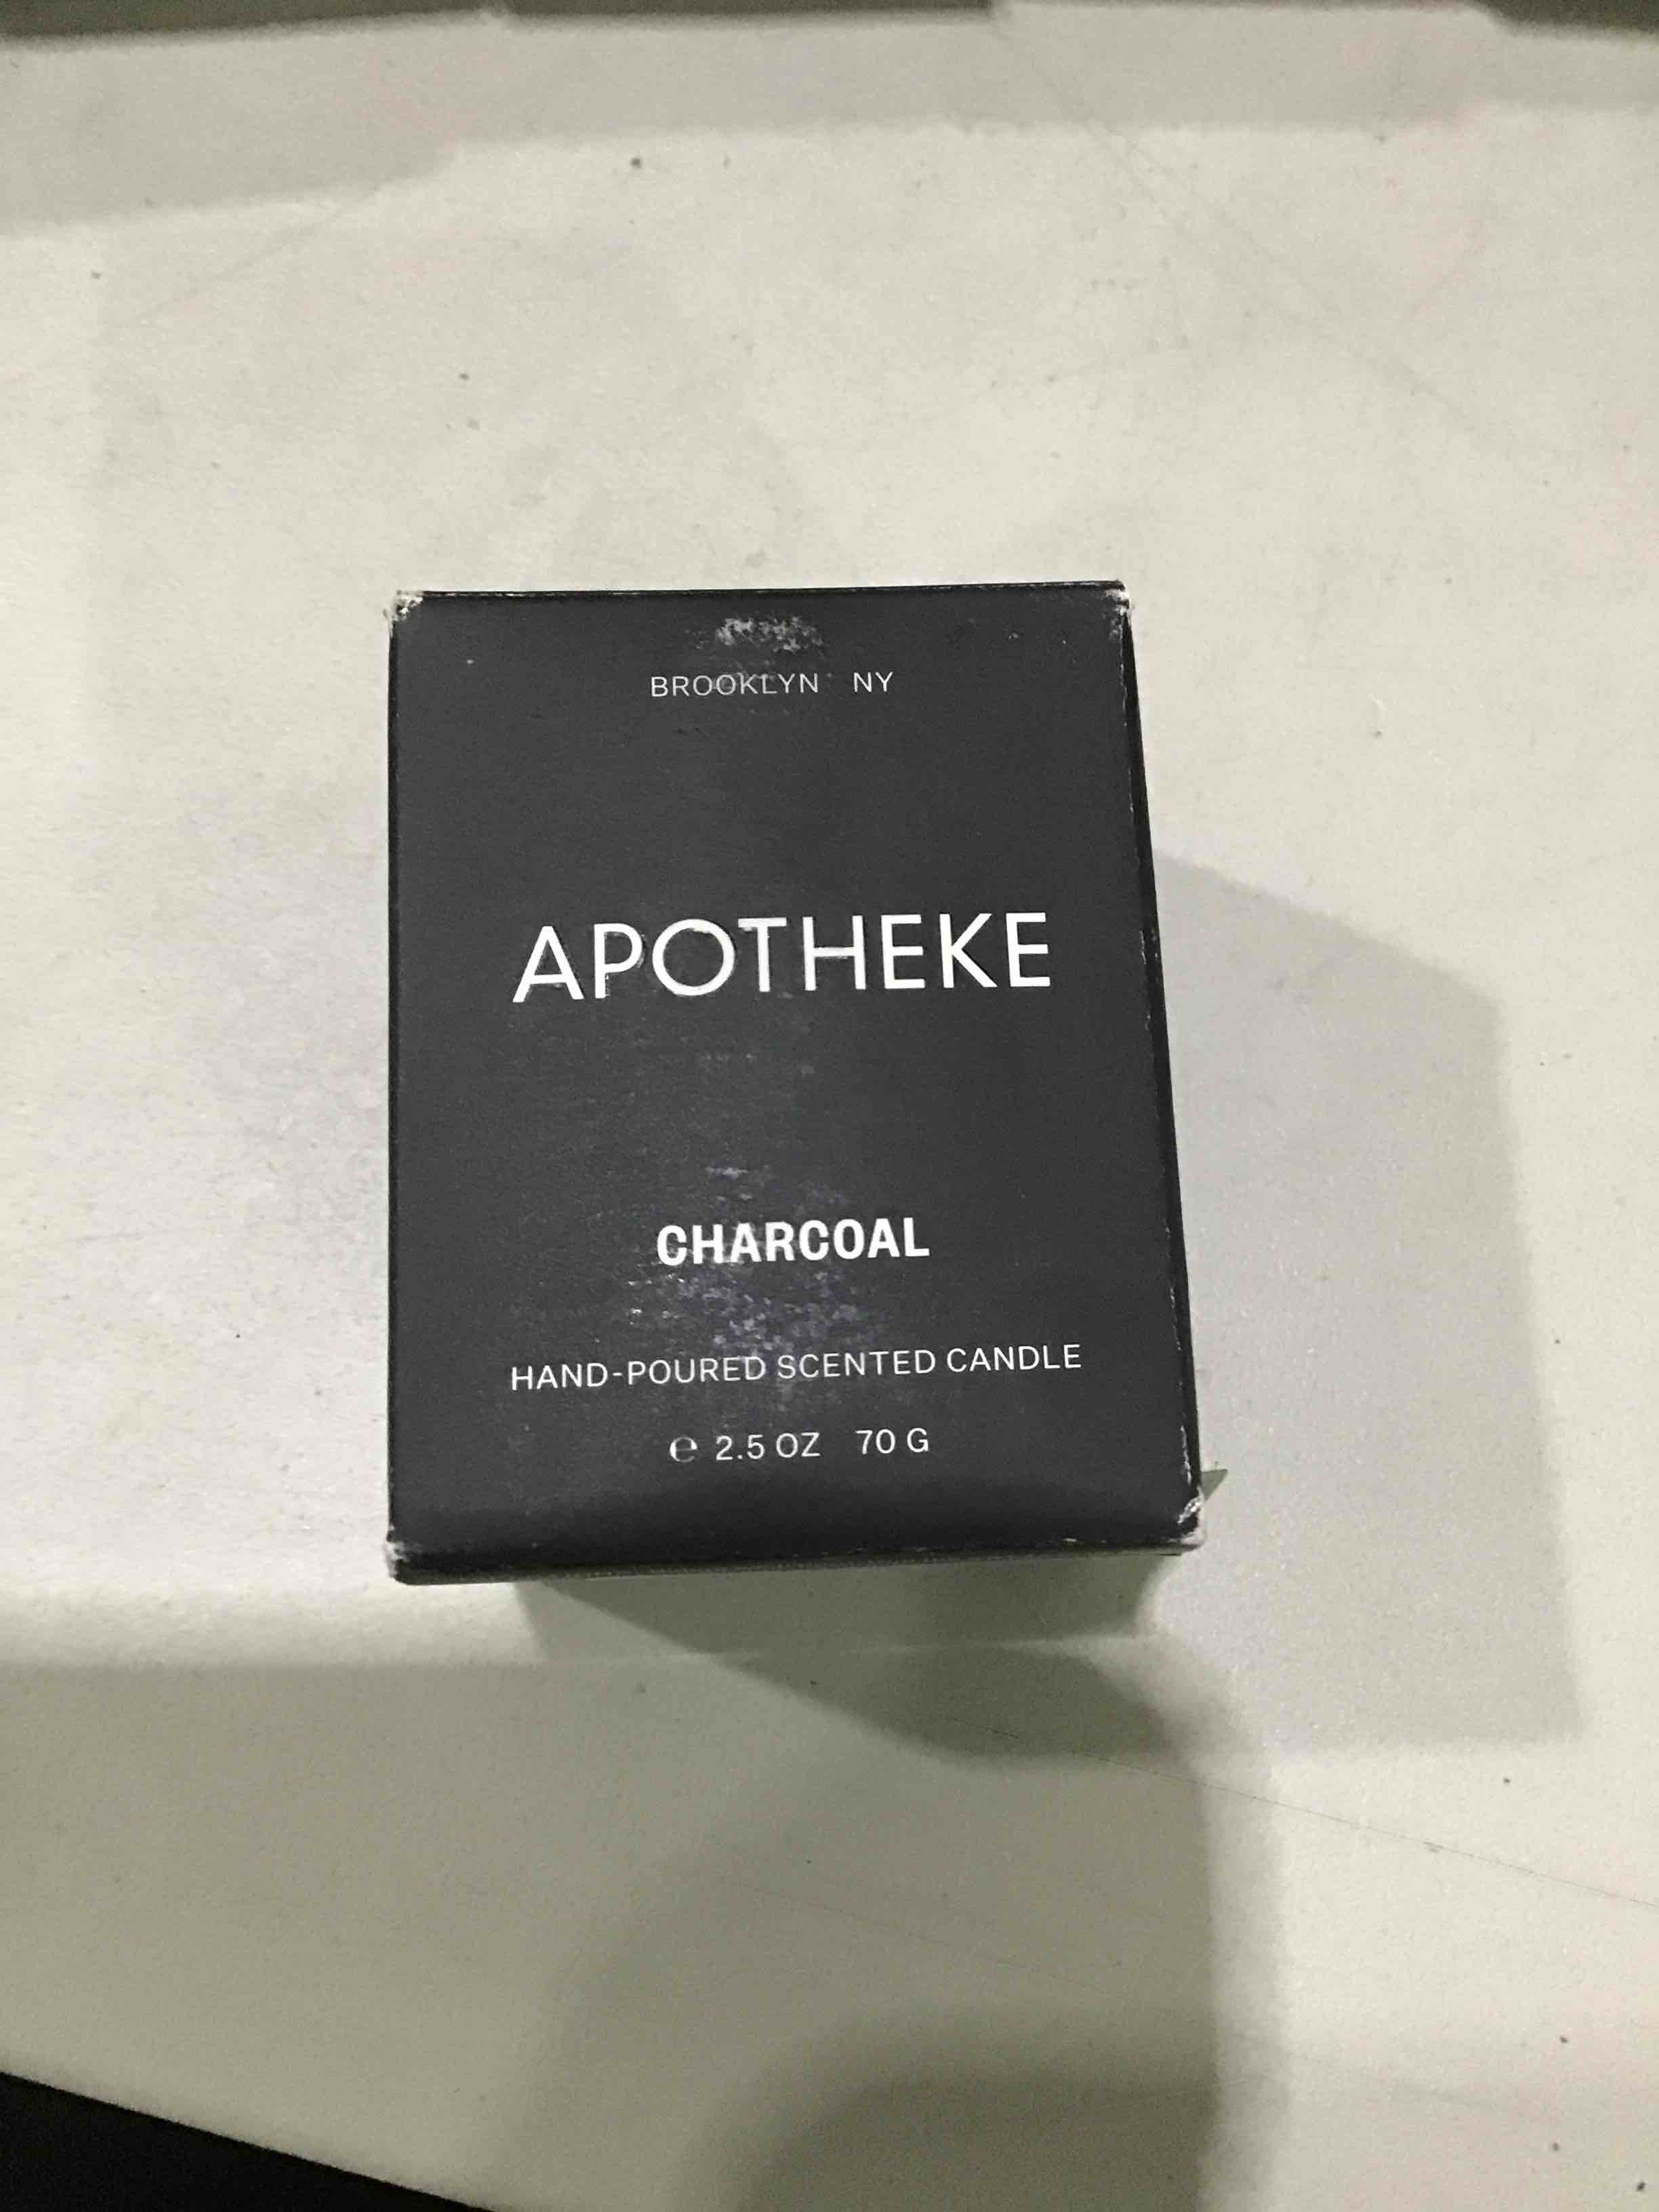 BROOKLYN NY
APOTHEKE
CHARCOAL
HAND-POURED SCENTED CANDLE
℮ 2.5 OZ 70 G